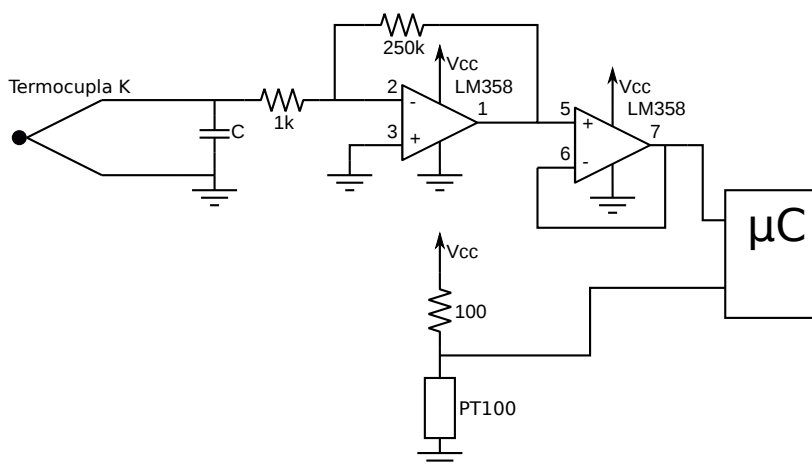 Termocupla K
C
1k
250k
2
-
3
+
1
Vcc
LM358
5
+
6
-
7
Vcc
LM358
µC
Vcc
100
PT100